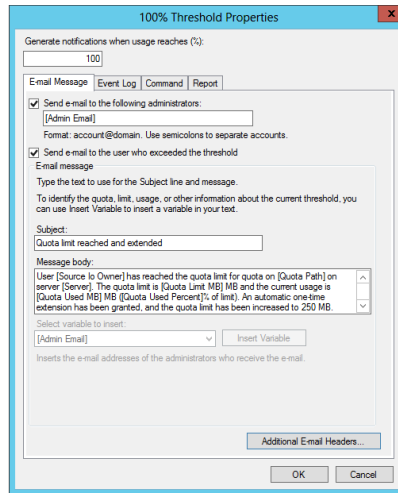 100% Threshold Properties
x
Generate notifications when usage reaches (%):
100
E-mail Message Event Log Command Report
Send e-mail to the following administrators:
[Admin Email]
Format: account@domain. Use semicolons to separate accounts.
Send e-mail to the user who exceeded the threshold
E-mail message
Type the text to use for the Subject line and message.
To identify the quota, limit, usage, or other information about the current threshold, you
can use Insert Variable to insert a variable in your text.
Subject:
Quota limit reached and extended
Message body:
User [Source Io Owner] has reached the quota limit for quota on [Quota Path] on
server [Server]. The quota limit is [Quota Limit MB] MB and the current usage is
[Quota Used MB] MB ([Quota Used Percent]% of limit). An automatic one-time
extension has been granted, and the quota limit has been increased to 250 MB.
Select variable to insert:
[Admin Email] Insert Variable
Inserts the e-mail addresses of the administrators who receive the e-mail.
Additional E-mail Headers...
OK Cancel